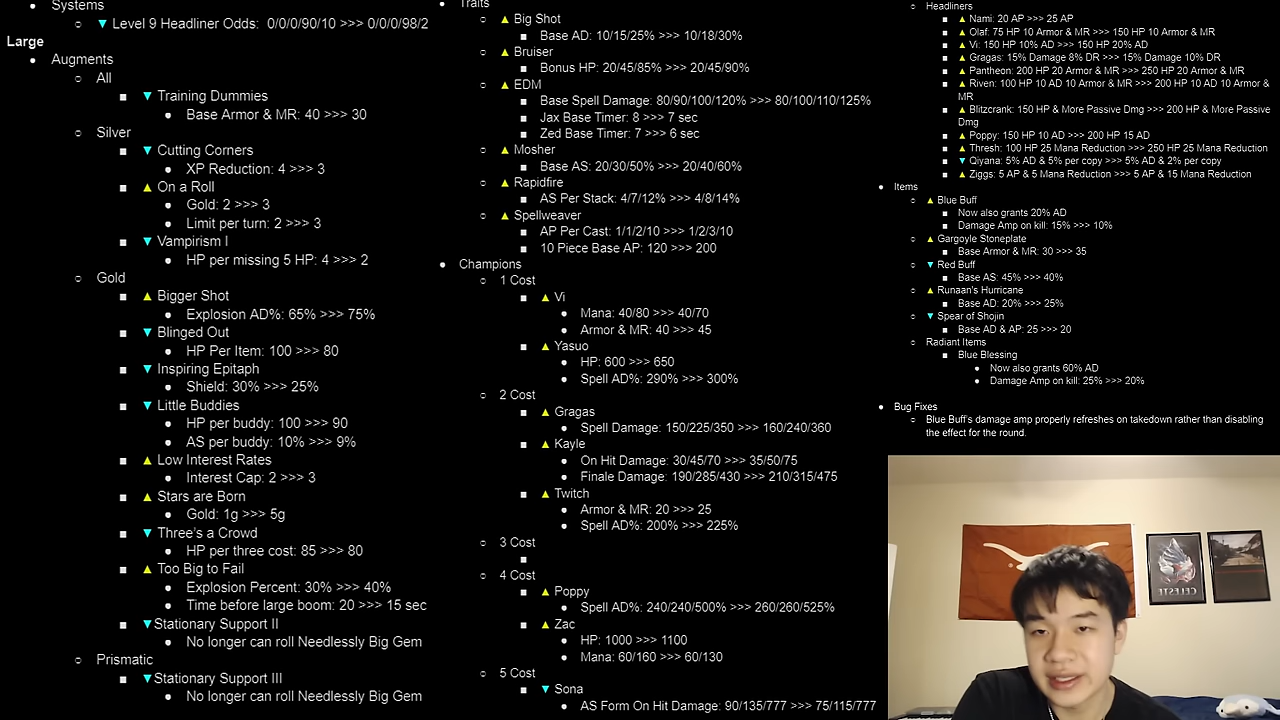 Systems
▼ Level 9 Headliner Odds: 0/0/0/90/10 >>> 0/0/0/98/2
Large
Augments
All
▼ Training Dummies
Base Armor & MR: 40 >>> 30
Silver
▼ Cutting Corners
XP Reduction: 4 >>> 3
▲ On a Roll
Gold: 2 >>> 3
Limit per turn: 2 >>> 3
▼ Vampirism I
HP per missing 5 HP: 4 >>> 2
Gold
▲ Bigger Shot
Explosion AD%: 65% >>> 75%
▼ Blinged Out
HP Per Item: 100 >>> 80
▼ Inspiring Epitaph
Shield: 30% >>> 25%
▼ Little Buddies
HP per buddy: 100 >>> 90
AS per buddy: 10% >>> 9%
▲ Low Interest Rates
Interest Cap: 2 >>> 3
▲ Stars are Born
Gold: 1g >>> 5g
▼ Three's a Crowd
HP per three cost: 85 >>> 80
▲ Too Big to Fail
Explosion Percent: 30% >>> 40%
Time before large boom: 20 >>> 15 sec
▼Stationary Support II
No longer can roll Needlessly Big Gem
Prismatic
▼Stationary Support III
No longer can roll Needlessly Big Gem
Traits
▲ Big Shot
Base AD: 10/15/25% >>> 10/18/30%
▲ Bruiser
Bonus HP: 20/45/85% >>> 20/45/90%
▲ EDM
Base Spell Damage: 80/90/100/120% >>> 80/100/110/125%
Jax Base Timer: 8 >>> 7 sec
Zed Base Timer: 7 >>> 6 sec
▲ Mosher
Base AS: 20/30/50% >>> 20/40/60%
▲ Rapidfire
AS Per Stack: 4/7/12% >>> 4/8/14%
▲ Spellweaver
AP Per Cast: 1/1/2/10 >>> 1/2/3/10
10 Piece Base AP: 120 >>> 200
Champions
1 Cost
▲ Vi
Mana: 40/80 >>> 40/70
Armor & MR: 40 >>> 45
▲ Yasuo
HP: 600 >>> 650
Spell AD%: 290% >>> 300%
2 Cost
▲ Gragas
Spell Damage: 150/225/350 >>> 160/240/360
▲ Kayle
On Hit Damage: 30/45/70 >>> 35/50/75
Finale Damage: 190/285/430 >>> 210/315/475
▲ Twitch
Armor & MR: 20 >>> 25
Spell AD%: 200% >>> 225%
3 Cost
4 Cost
▲ Poppy
Spell AD%: 240/240/500% >>> 260/260/525%
▲ Zac
HP: 1000 >>> 1100
Mana: 60/160 >>> 60/130
5 Cost
▼ Sona
AS Form On Hit Damage: 90/135/777 >>> 75/115/777
Headliners
▲ Nami: 20 AP >>> 25 AP
▲ Olaf: 75 HP 10 Armor & MR >>> 150 HP 10 Armor & MR
▲ Vi: 150 HP 10% AD >>> 150 HP 20% AD
▲ Gragas: 15% Damage 8% DR >>> 15% Damage 10% DR
▲ Pantheon: 200 HP 20 Armor & MR >>> 250 HP 20 Armor & MR
▲ Riven: 100 HP 10 AD 10 Armor & MR >>> 200 HP 10 AD 10 Armor &
MR
▲ Blitzcrank: 150 HP & More Passive Dmg >>> 200 HP & More Passive
Dmg
▲ Poppy: 150 HP 10 AD >>> 200 HP 15 AD
▲ Thresh: 100 HP 25 Mana Reduction >>> 250 HP 25 Mana Reduction
▼ Qiyana: 5% AD & 5% per copy >>> 5% AD & 2% per copy
▲ Ziggs: 5 AP & 5 Mana Reduction >>> 5 AP & 15 Mana Reduction
Items
▲ Blue Buff
Now also grants 20% AD
Damage Amp on kill: 15% >>> 10%
▲ Gargoyle Stoneplate
Base Armor & MR: 30 >>> 35
▼ Red Buff
Base AS: 45% >>> 40%
▲ Runaan's Hurricane
Base AD: 20% >>> 25%
▼ Spear of Shojin
Base AD & AP: 25 >>> 20
Radiant Items
Blue Blessing
Now also grants 60% AD
Damage Amp on kill: 25% >>> 20%
Bug Fixes
Blue Buff's damage amp properly refreshes on takedown rather than disabling
the effect for the round.
CELESTE